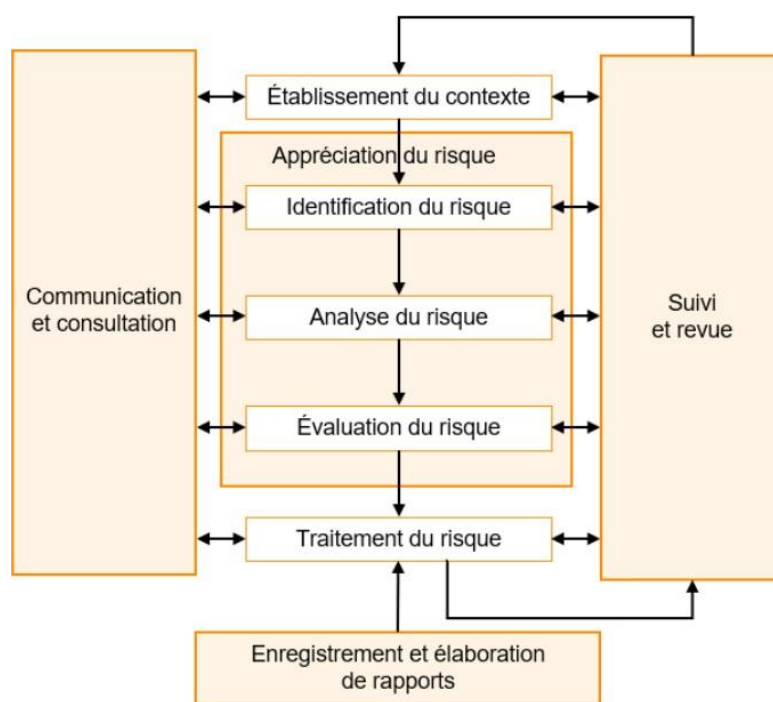 Établissement du contexte
Appréciation du risque
Identification du risque
Communication
et consultation
Analyse du risque
Suivi
et revue
Évaluation du risque
Traitement du risque
Enregistrement et élaboration
de rapports